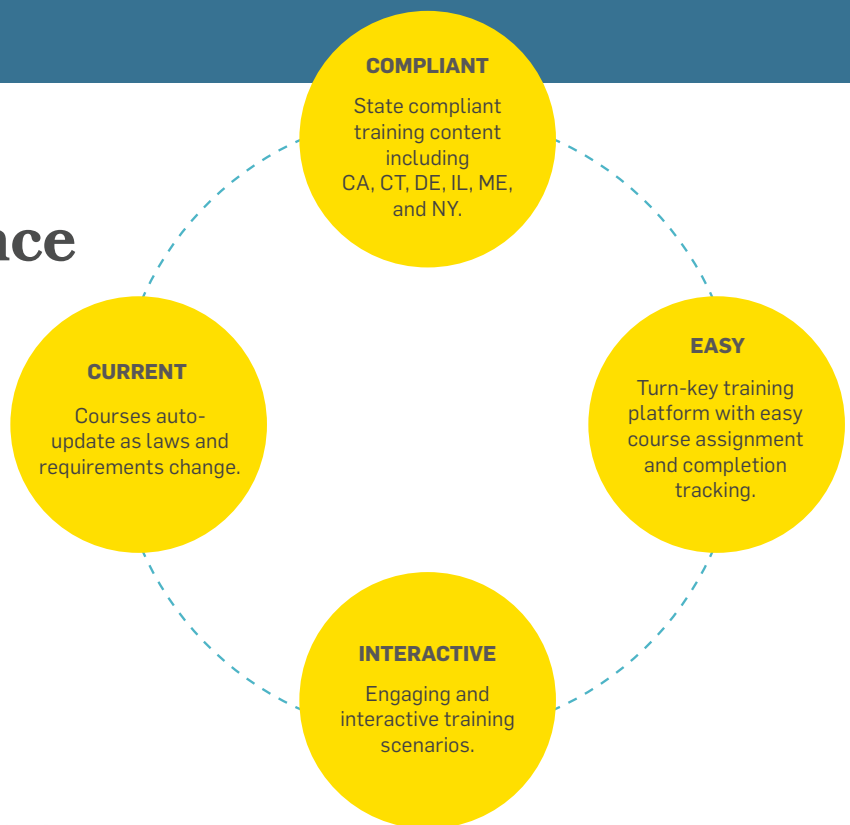 COMPLIANT
State compliant
training content
including
CA, CT, DE, IL, ME,
and NY.
nce
CURRENT
Courses auto-
update as laws and
requirements change.
EASY
Turn-key training
platform with easy
course assignment
and completion
tracking.
INTERACTIVE
Engaging and
interactive training
scenarios.